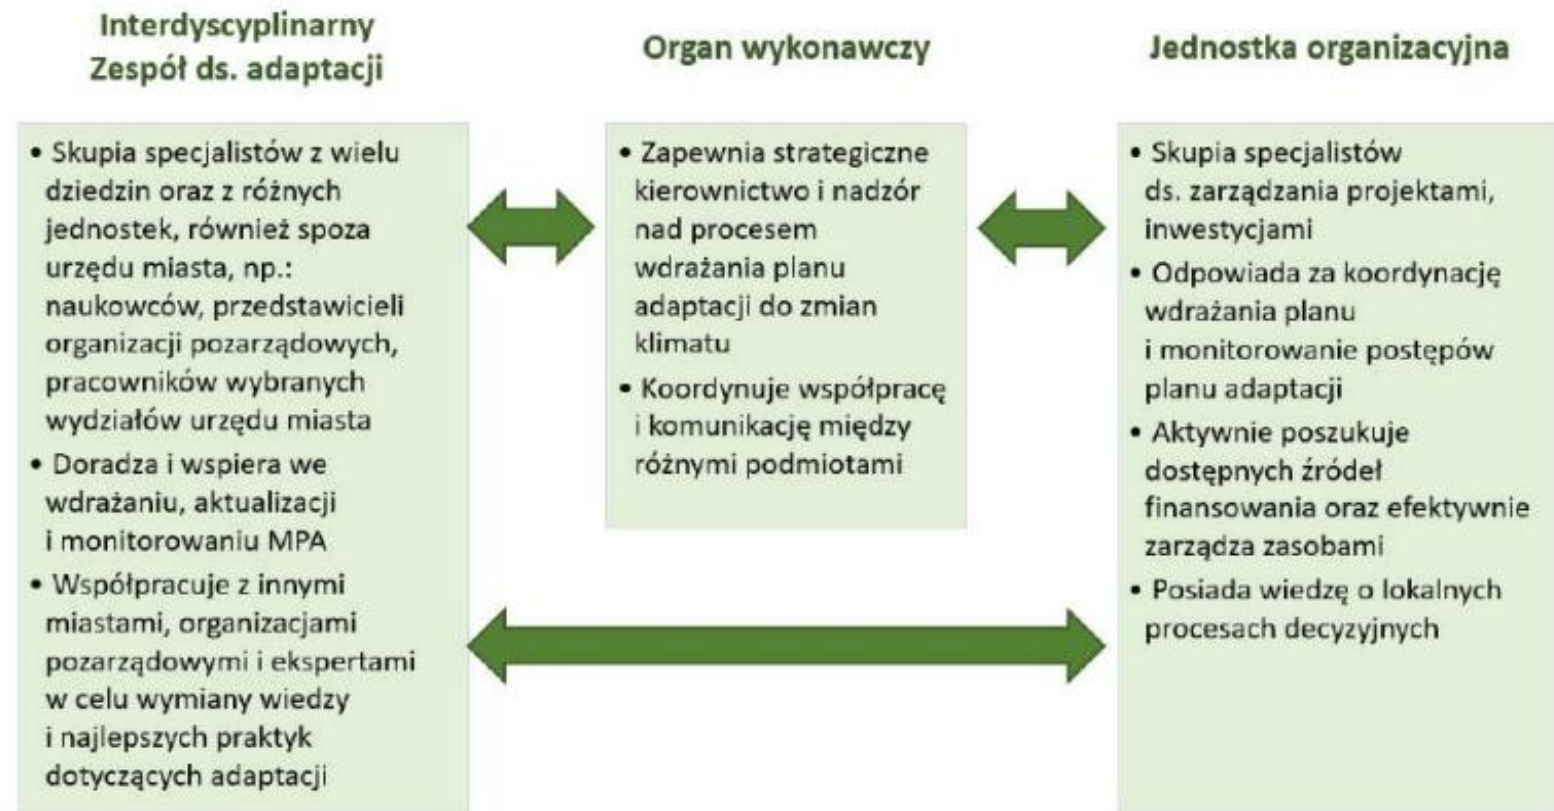 Interdyscyplinarny
Zespół ds. adaptacji
• Skupia specjalistów z wielu
dziedzin oraz z różnych
jednostek, również spoza
urzędu miasta, np.:
naukowców, przedstawicieli
organizacji pozarządowych,
pracowników wybranych
wydziałów urzędu miasta
• Doradza i wspiera we
wdrażaniu, aktualizacji
i monitorowaniu MPA
• Współpracuje z innymi
miastami, organizacjami
pozarządowymi i ekspertami
w celu wymiany wiedzy
i najlepszych praktyk
dotyczących adaptacji
Organ wykonawczy
• Zapewnia strategiczne
kierownictwo i nadzór
nad procesem
wdrażania planu
adaptacji do zmian
klimatu
• Koordynuje współpracę
i komunikację między
różnymi podmiotami
Jednostka organizacyjna
• Skupia specjalistów
ds. zarządzania projektami,
inwestycjami
• Odpowiada za koordynację
wdrażania planu
i monitorowanie postępów
planu adaptacji
• Aktywnie poszukuje
dostępnych źródeł
finansowania oraz efektywnie
zarządza zasobami
• Posiada wiedzę o lokalnych
procesach decyzyjnych